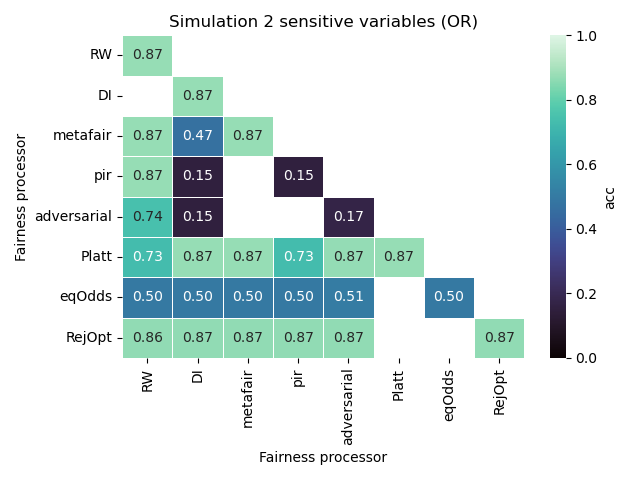 Simulation 2 sensitive variables (OR)
RW 0.87
DI 0.87
metafair 0.87 0.47 0.87
pir 0.87 0.15 0.15
adversarial 0.74 0.15 0.17
Platt 0.73 0.87 0.87 0.73 0.87 0.87
eqOdds 0.50 0.50 0.50 0.50 0.51 0.50
RejOpt 0.86 0.87 0.87 0.87 0.87 0.87
RW DI metafair pir adversarial Platt eqOdds RejOpt
Fairness processor
Fairness processor
1.0
0.8
0.6
0.4
0.2
0.0
acc